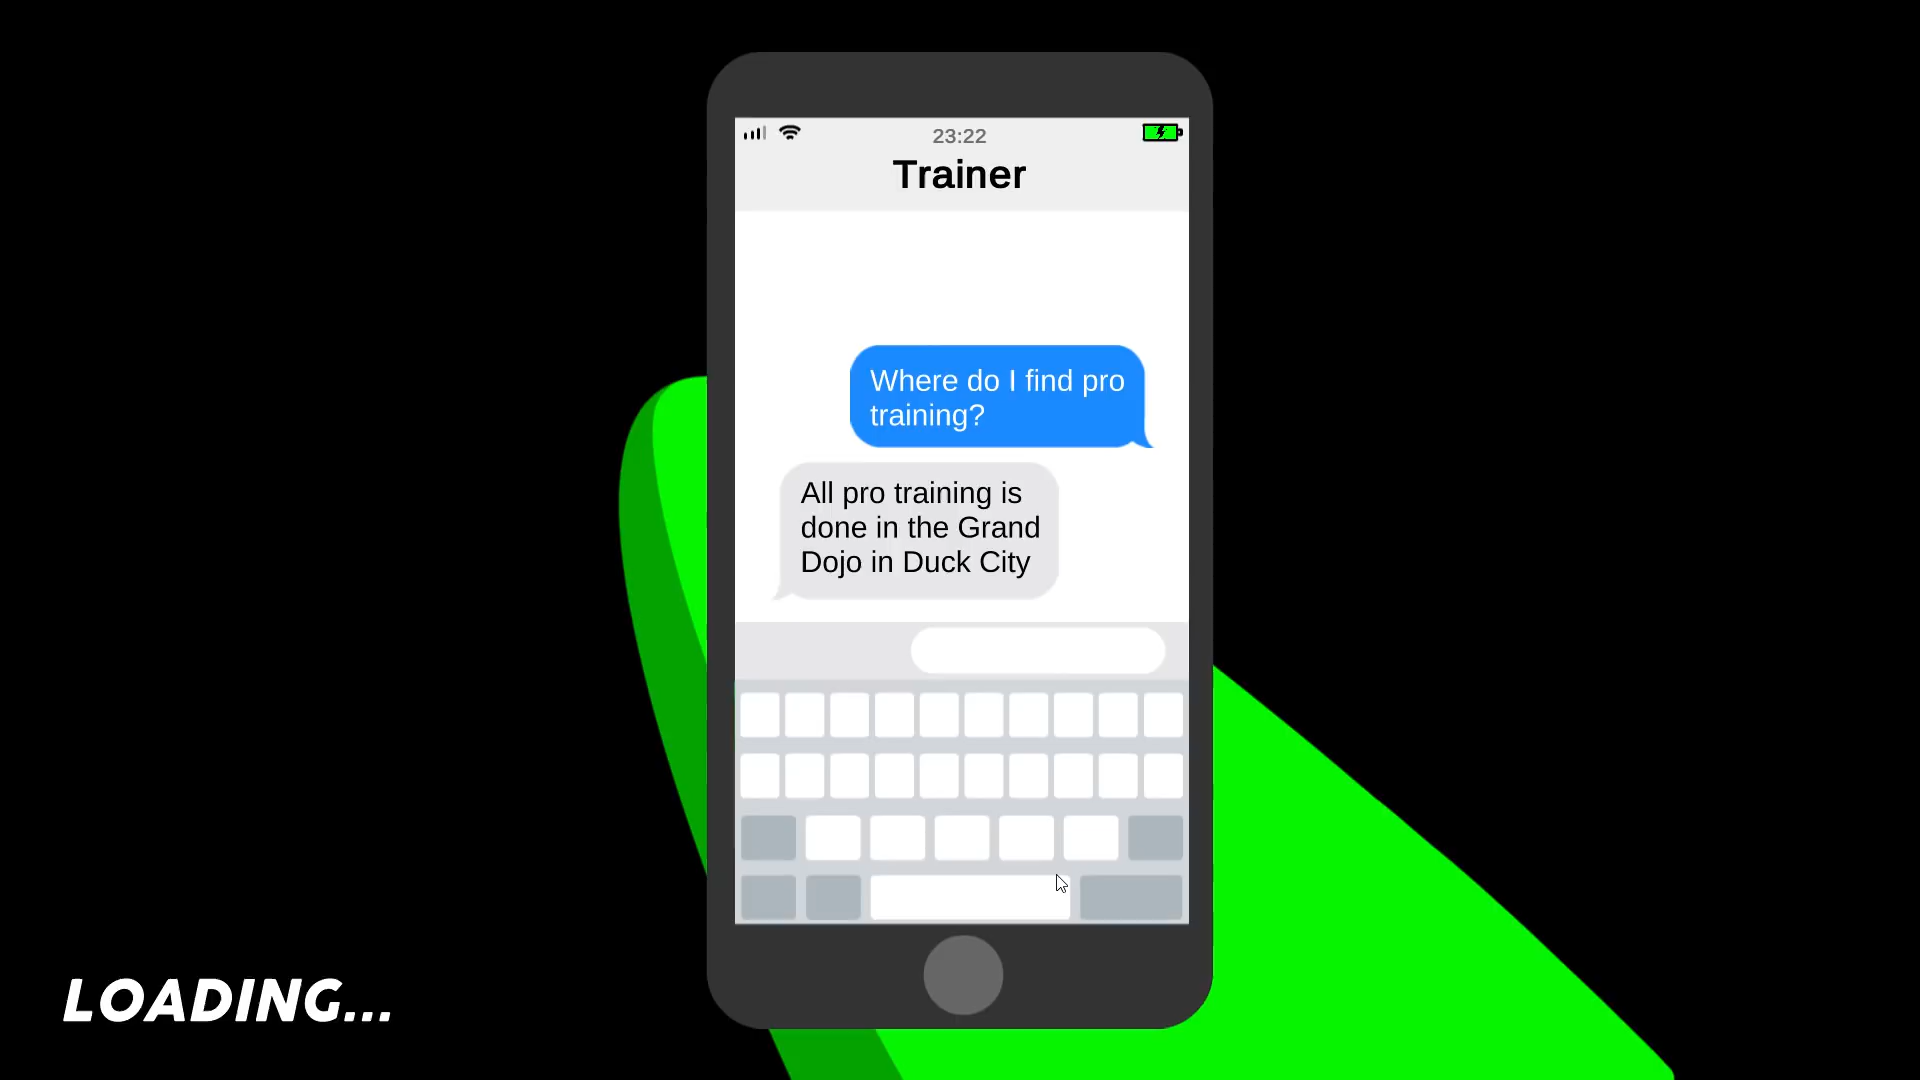 23:22
Trainer
Where do I find pro
training?
All pro training is
done in the Grand
Dojo in Duck City
LOADING...